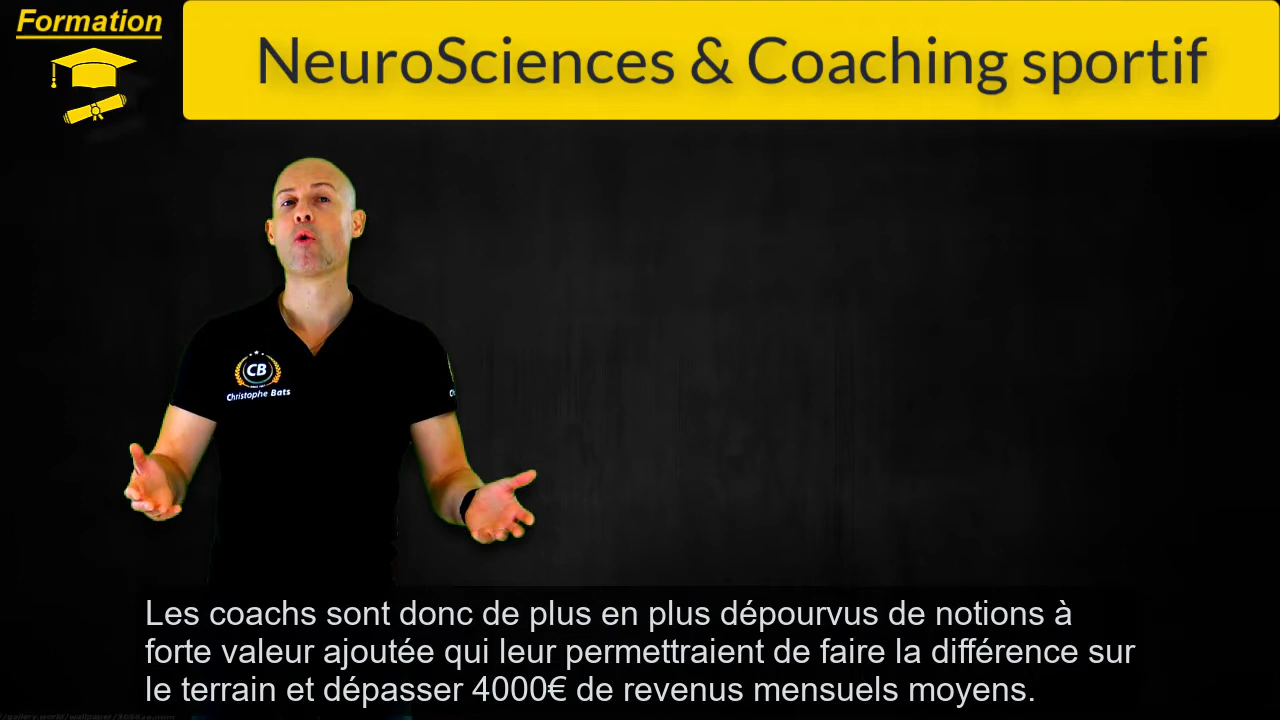 Formation
NeuroSciences & Coaching sportif
CB
Christophe Bats
Les coachs sont donc de plus en plus dépourvus de notions à
forte valeur ajoutée qui leur permettraient de faire la différence sur
le terrain et dépasser 4000€ de revenus mensuels moyens.